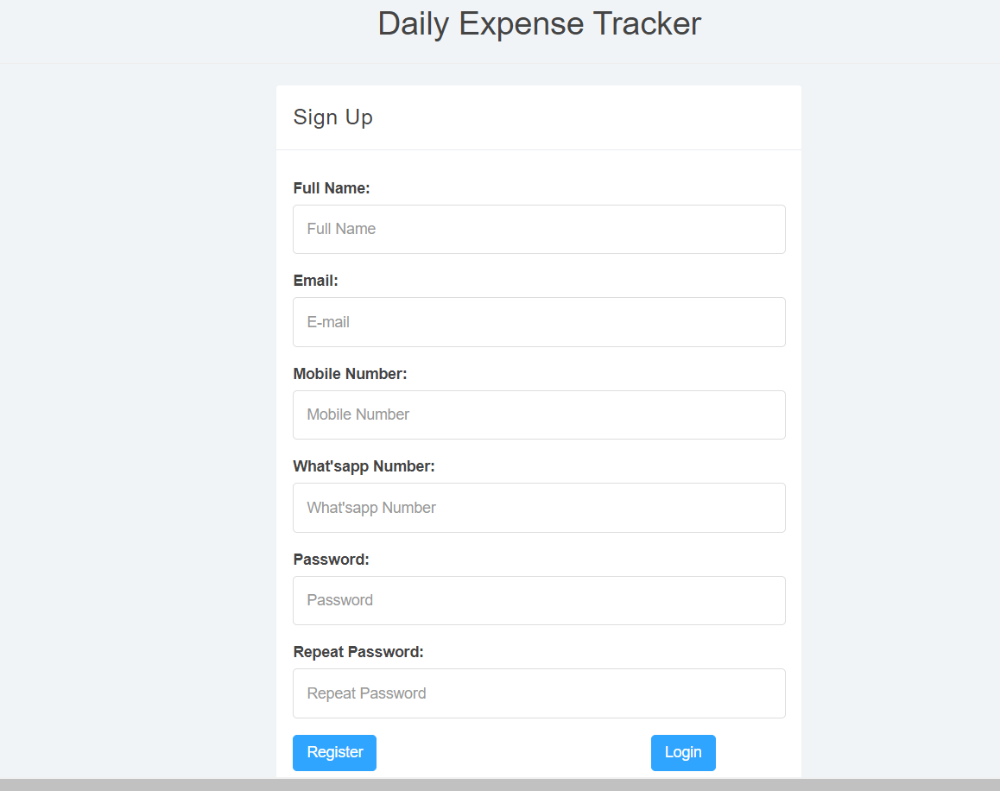 Daily Expense Tracker
Sign Up
Full Name:
Full Name
Email:
E-mail
Mobile Number:
Mobile Number
What'sapp Number:
What'sapp Number
Password:
Password
Repeat Password:
Repeat Password
Register Login